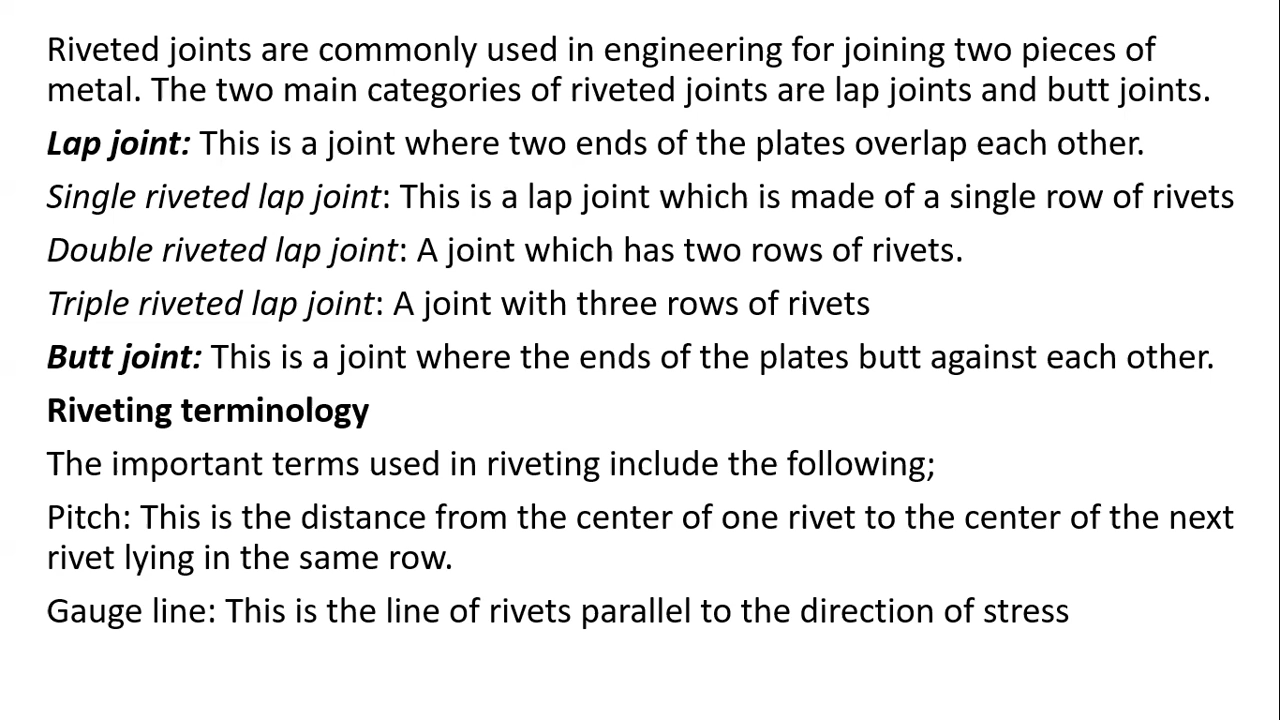 Riveted joints are commonly used in engineering for joining two pieces of
metal. The two main categories of riveted joints are lap joints and butt joints.
Lap joint: This is a joint where two ends of the plates overlap each other.
Single riveted lap joint: This is a lap joint which is made of a single row of rivets
Double riveted lap joint: A joint which has two rows of rivets.
Triple riveted lap joint: A joint with three rows of rivets
Butt joint: This is a joint where the ends of the plates butt against each other.
Riveting terminology
The important terms used in riveting include the following;
Pitch: This is the distance from the center of one rivet to the center of the next
rivet lying in the same row.
Gauge line: This is the line of rivets parallel to the direction of stress